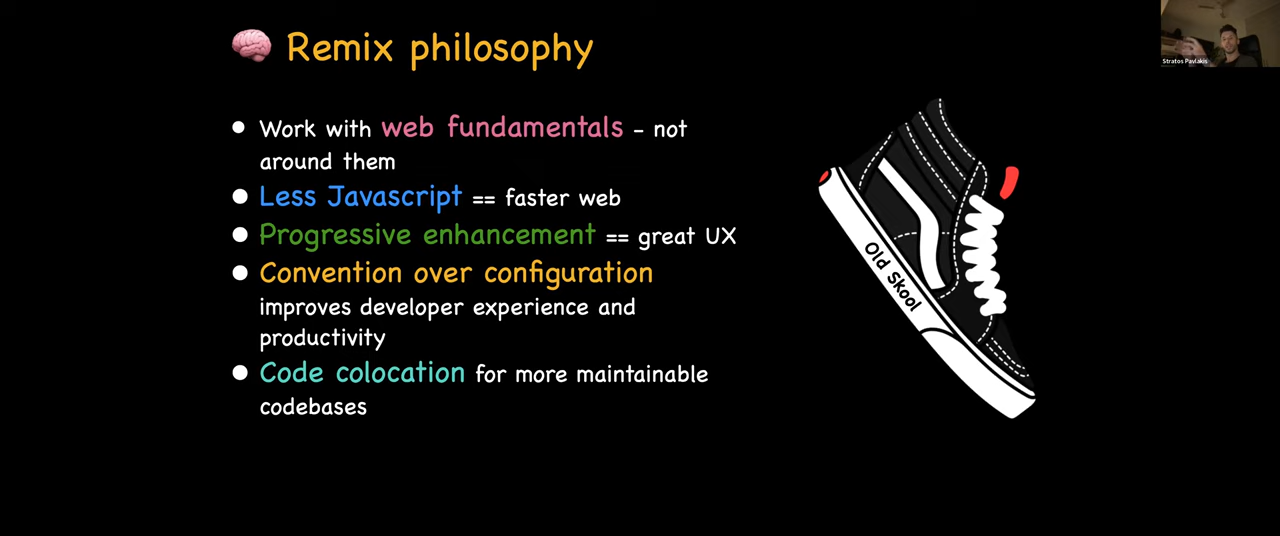 Remix philosophy
Stratos Pavlakis
Work with web fundamentals - not
around them
Less Javascript == faster web
Progressive enhancement == great UX
Convention over configuration
improves developer experience and
productivity
Code colocation for more maintainable
codebases
Old Skool